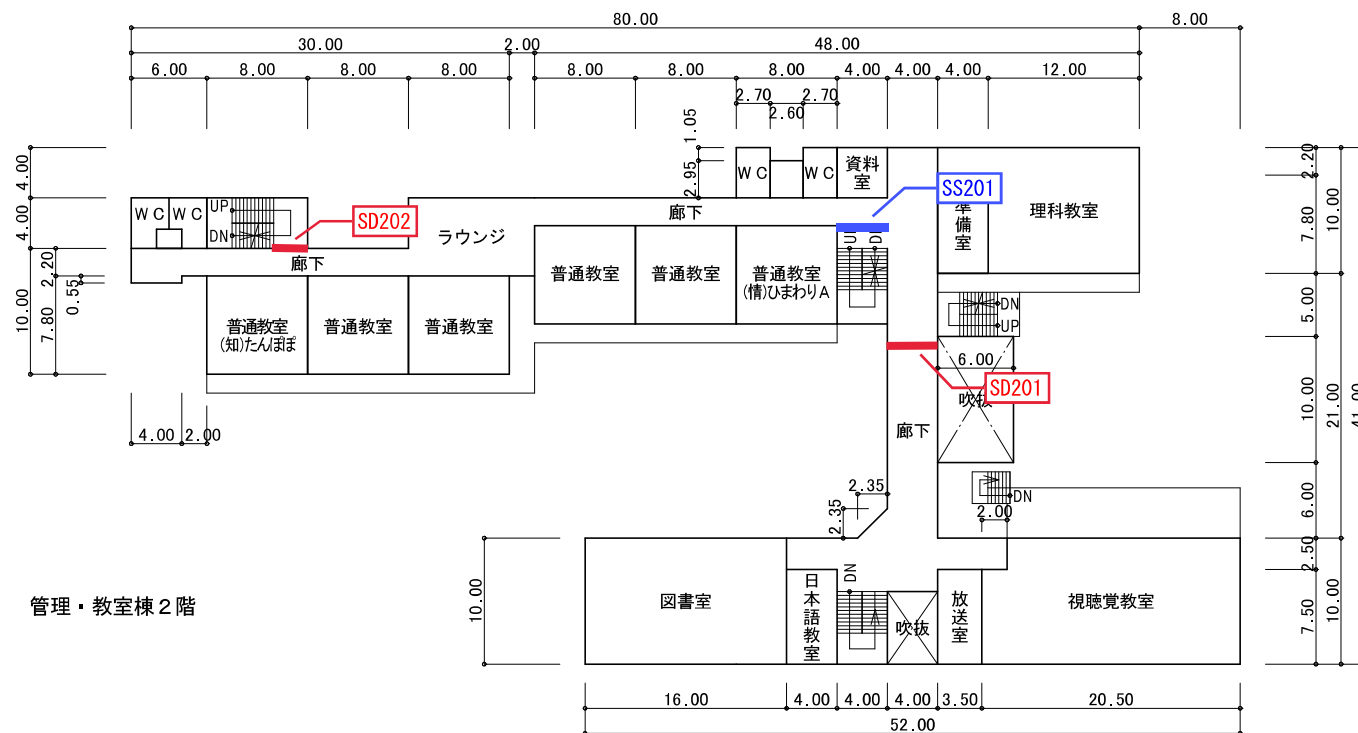 80.00
8.00
30.00
2.00
48.00
6.00
8.00
8.00
8.00
8.00
8.00
8.00
4.00
4.00
4.00
12.00
2.70
2.70
2.60
1.05
2.95
4.00
4.00
2.20
0.55
7.80
10.00
WC
WC
UP
DN
SD202
廊下
ラウンジ
廊下
WC
WC
資料室
SS201
準備室
理科教室
2.20
7.80
10.00
普通教室
(知)たんぽぽ
普通教室
普通教室
普通教室
普通教室
普通教室
(情)ひまわりA
DN
DN
UP
5.00
6.00
SD201
吹抜
10.00
21.00
41.00
廊下
4.00
2.00
2.35
2.35
DN
2.00
6.00
管理・教室棟2階
10.00
図書室
日本語教室
DN
吹抜
放送室
視聴覚教室
2.50
7.50
10.00
16.00
4.00
4.00
4.00
3.50
20.50
52.00